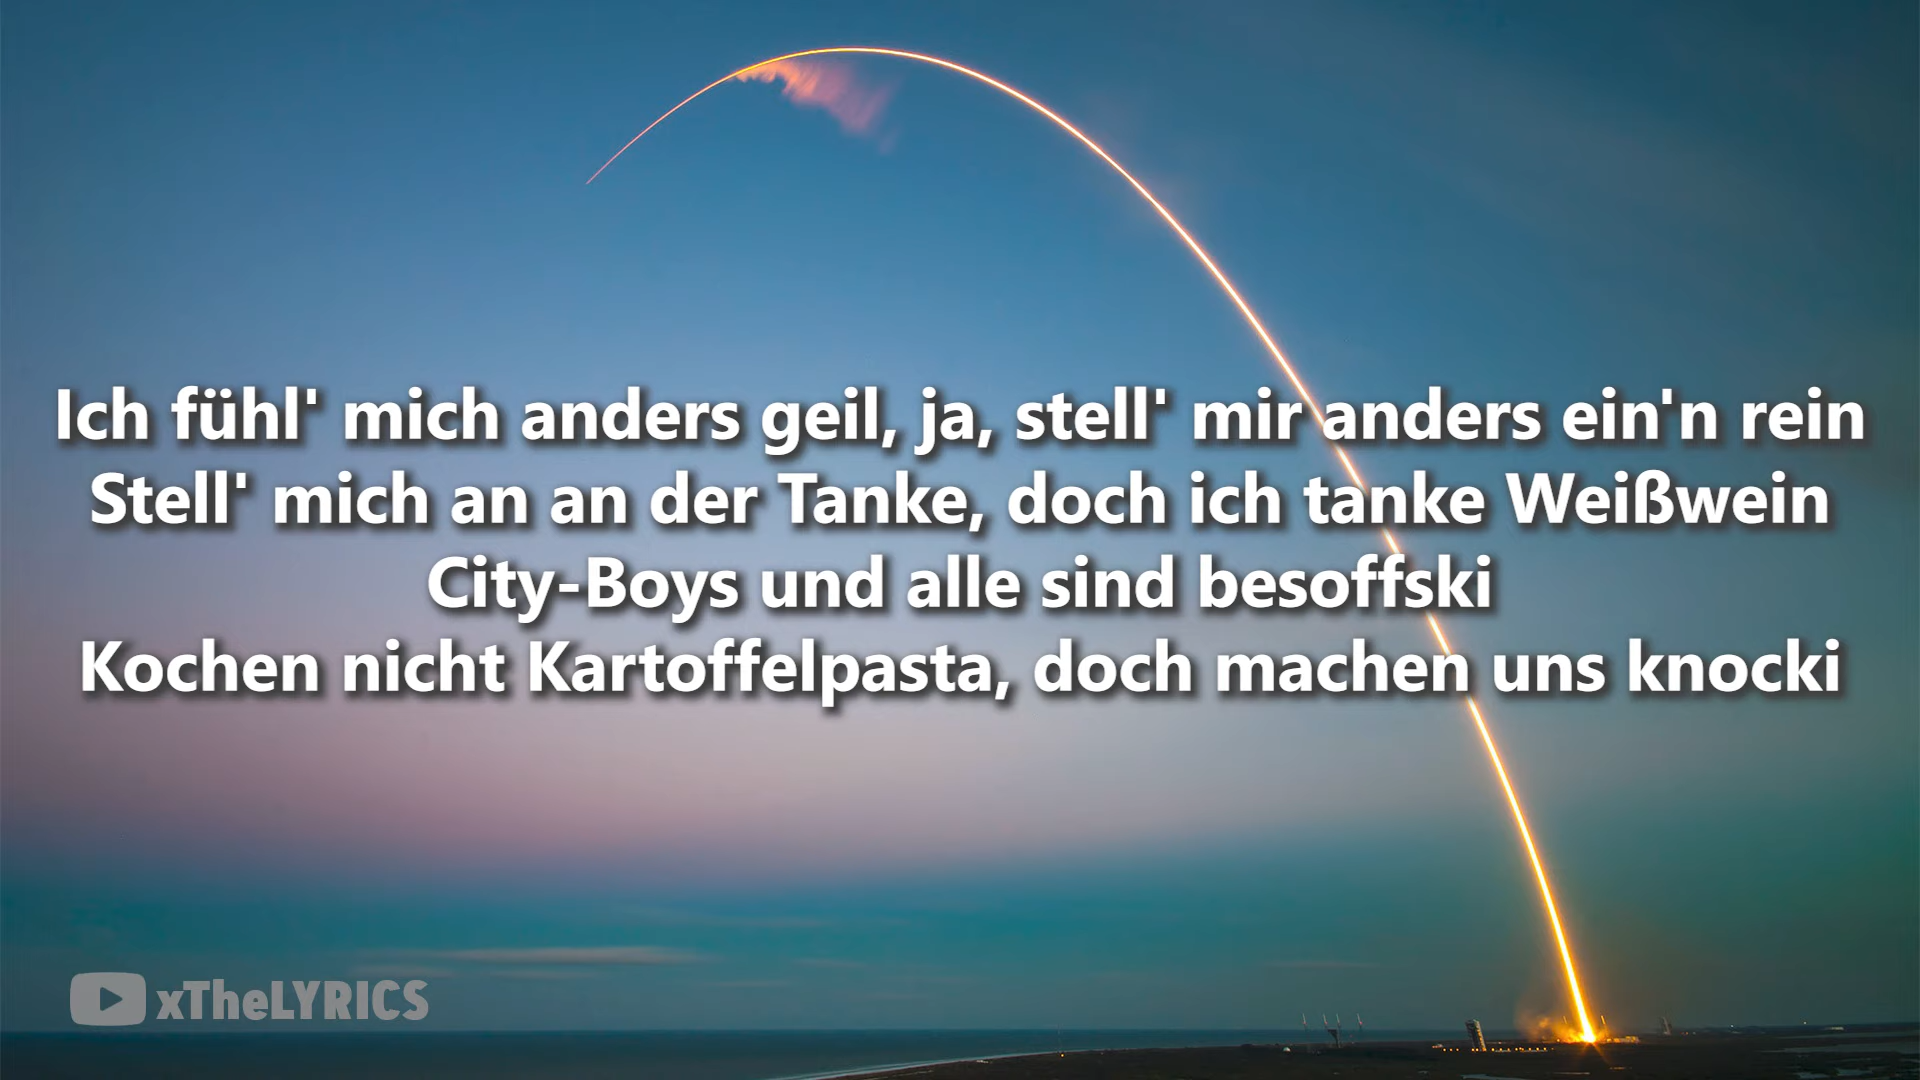 Ich fühl' mich anders geil, ja, stell' mir anders ein'n rein
Stell' mich an an der Tanke, doch ich tanke Weißwein
City-Boys und alle sind besoffski
Kochen nicht Kartoffelpasta, doch machen uns knocki
xTheLYRICS